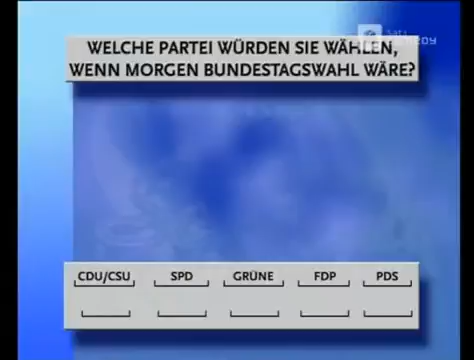 WELCHE PARTEI WÜRDEN SIE WÄHLEN,
WENN MORGEN BUNDESTAGSWAHL WÄRE?
CDU/CSU SPD GRÜNE FDP PDS